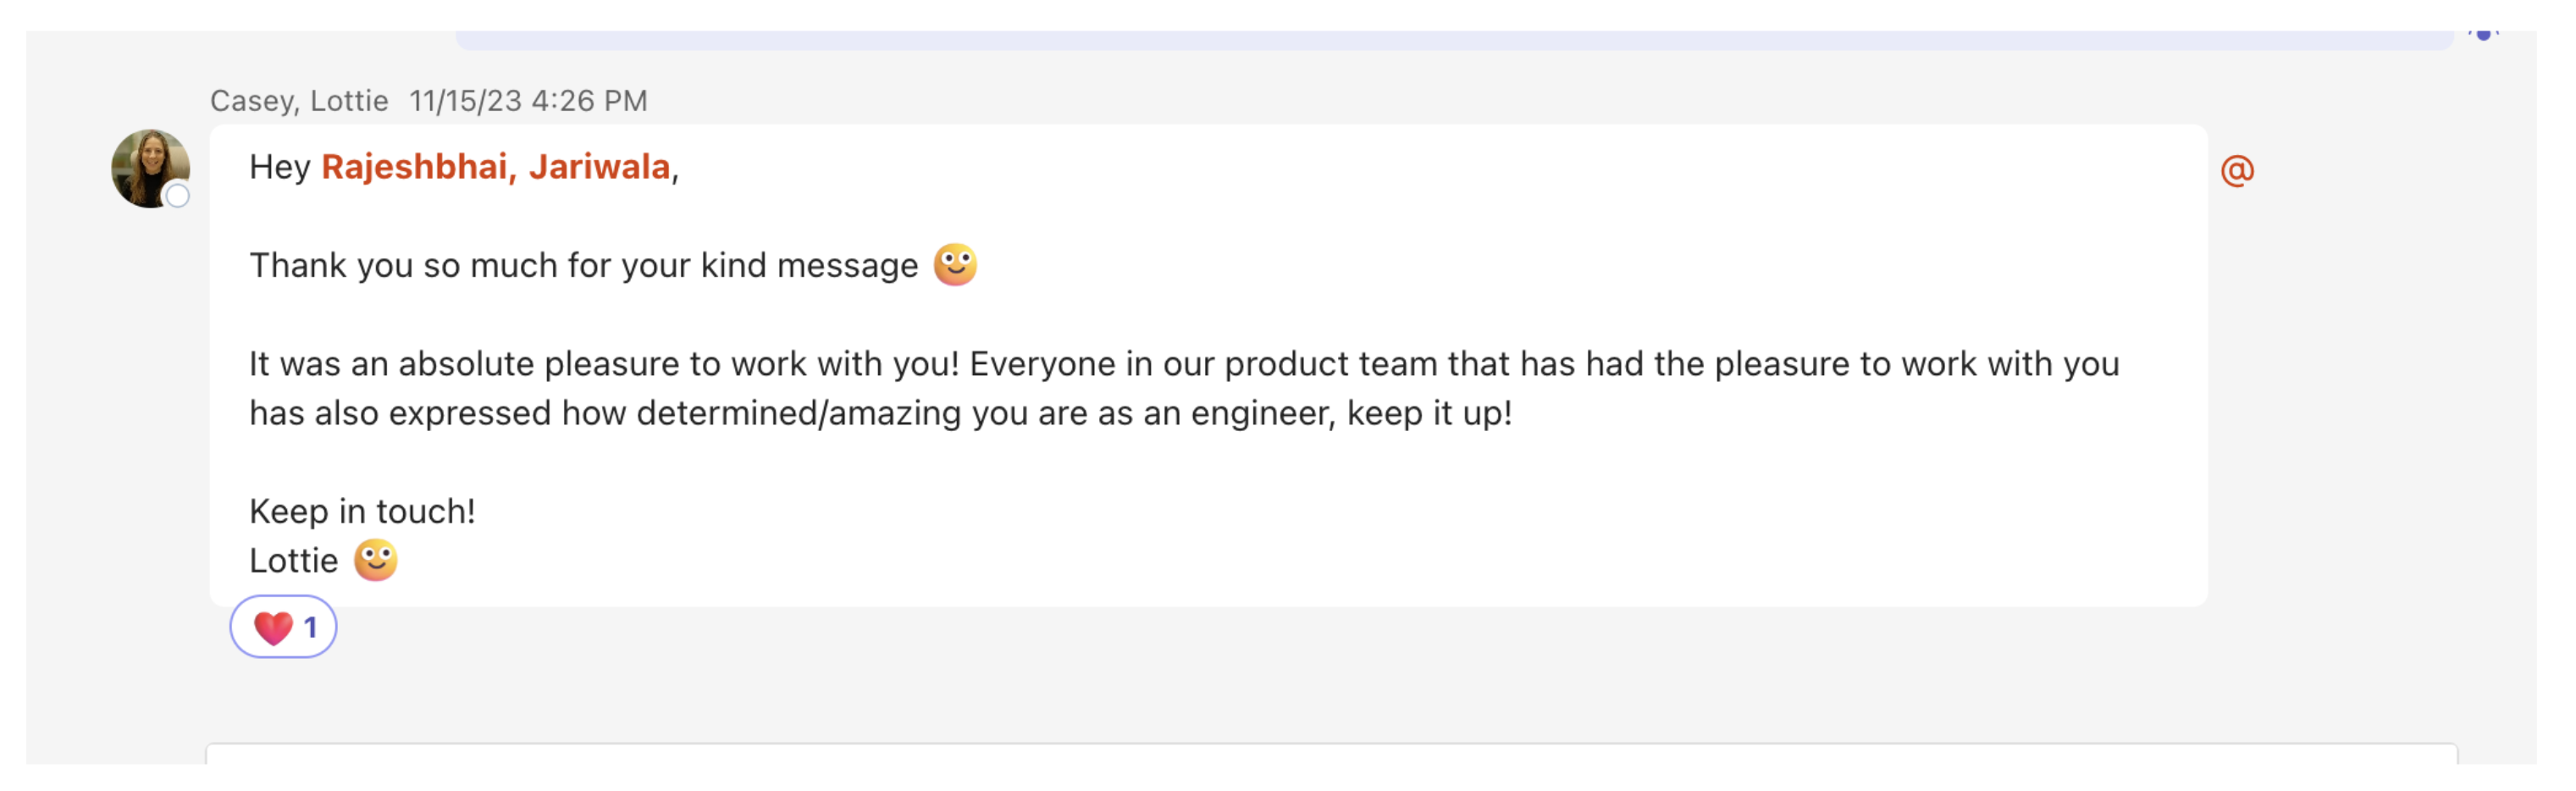 Casey, Lottie 11/15/23 4:26 PM
Hey Rajeshbhai, Jariwala,
@
Thank you so much for your kind message 🙂
It was an absolute pleasure to work with you! Everyone in our product team that has had the pleasure to work with you
has also expressed how determined/amazing you are as an engineer, keep it up!
Keep in touch!
Lottie 🙂
❤️ 1